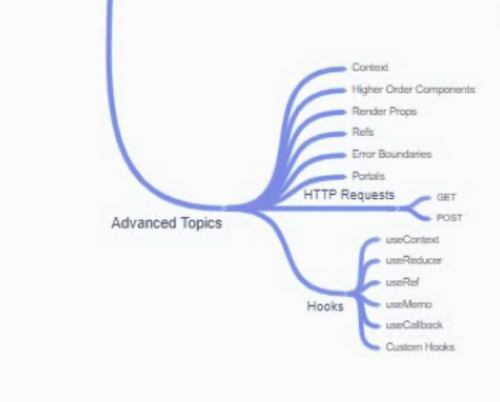 Context
Higher Order Components
Render Props
Refs
Error Boundaries
Portals
HTTP Requests
GET
POST
Advanced Topics
useContext
useReducer
useRef
useMemo
useCallback
Custom Hooks
Hooks